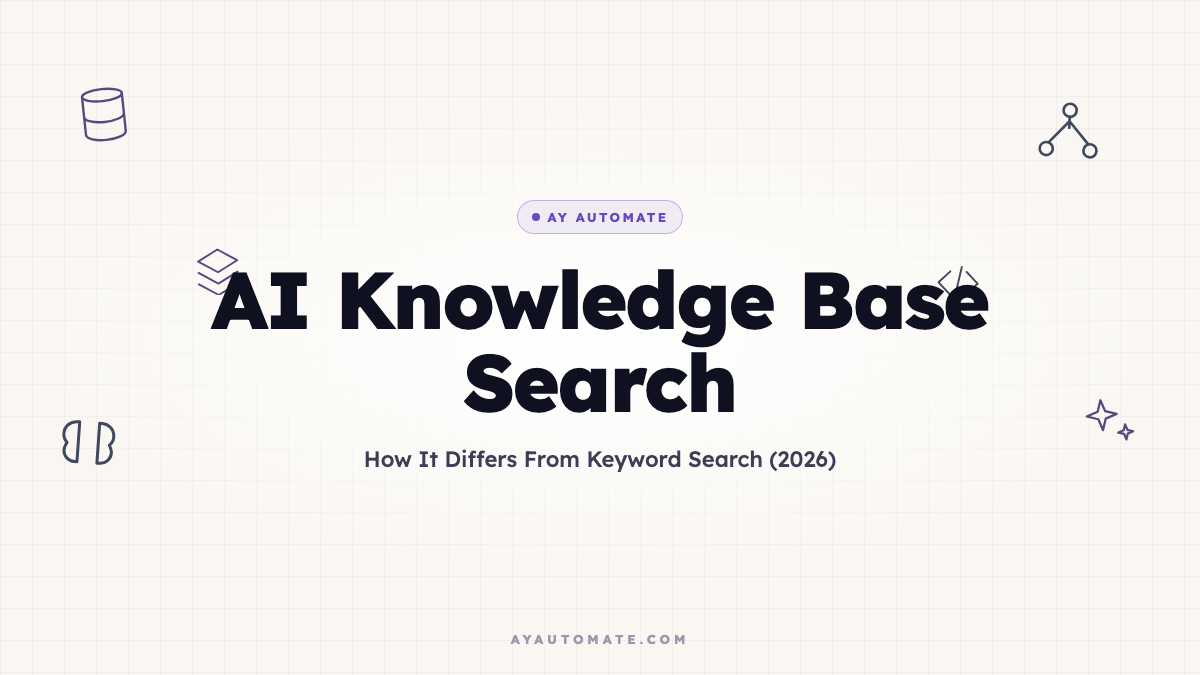 AY AUTOMATE
AI Knowledge Base
Search
How It Differs From Keyword Search (2026)
AYAUTOMATE.COM